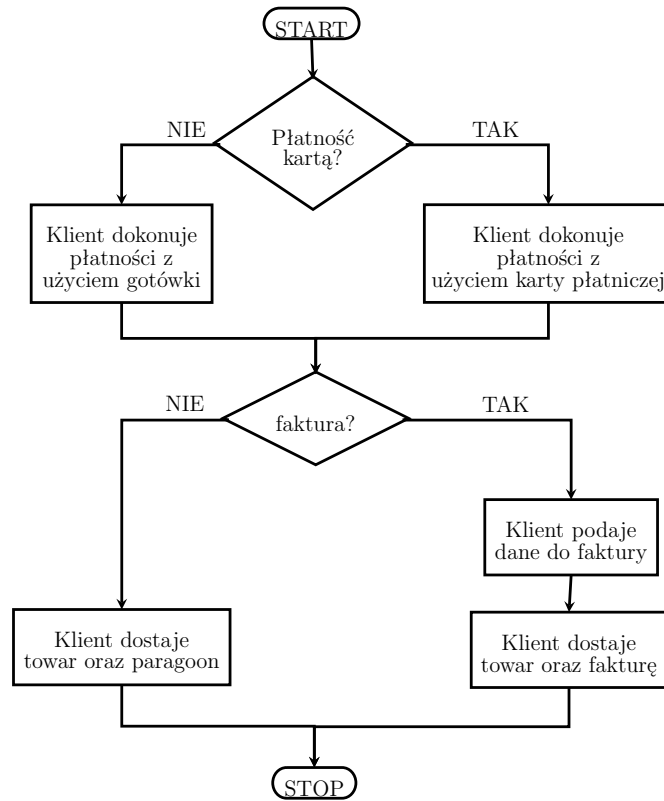 START
NIE
TAK
Płatność
kartą?
Klient dokonuje
płatności z
użyciem gotówki
Klient dokonuje
płatności z
użyciem karty płatniczej
NIE
TAK
faktura?
Klient podaje
dane do faktury
Klient dostaje
towar oraz paragoon
Klient dostaje
towar oraz fakturę
STOP